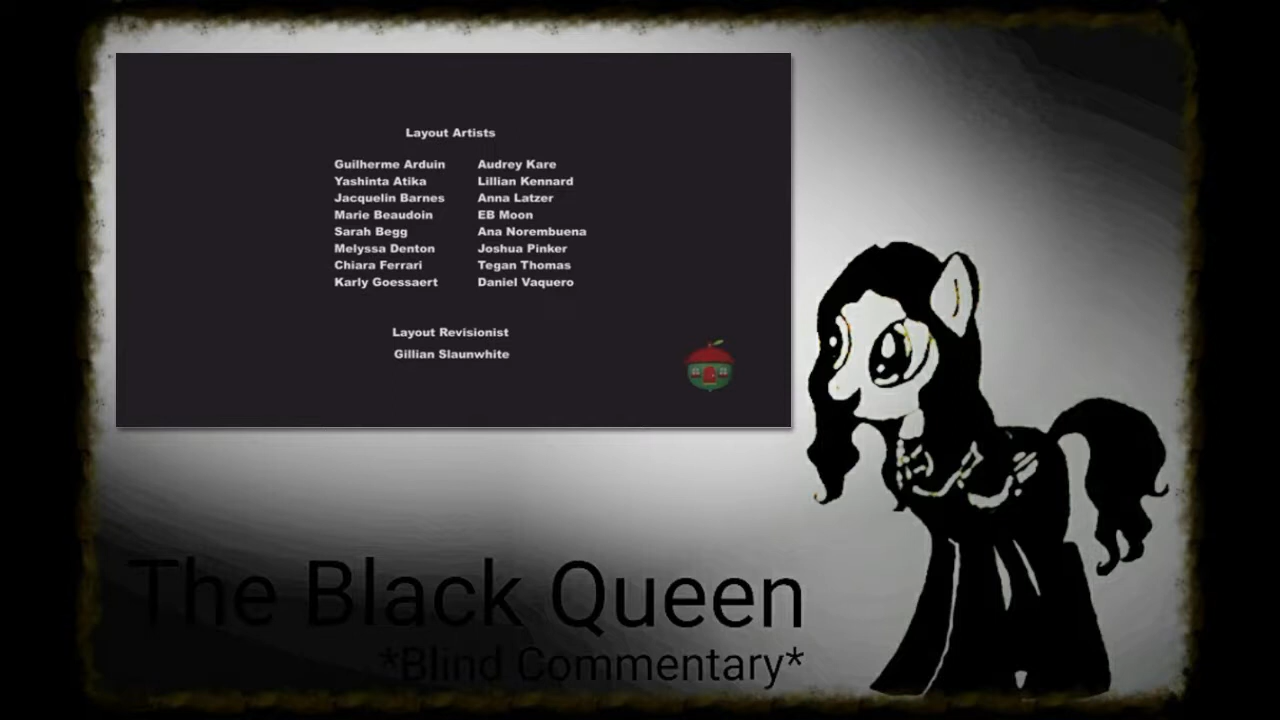 Layout Artists
Guilherme Arduin Audrey Kare
Yashinta Atika Lillian Kennard
Jacquelin Barnes Anna Latzer
Marie Beaudoin EB Moon
Sarah Begg Ana Norembuena
Melyssa Denton Joshua Pinker
Chiara Ferrari Tegan Thomas
Karly Goessaert Daniel Vaquero
Layout Revisionist
Gillian Slaunwhite
The Black Queen
*Blind Commentary*